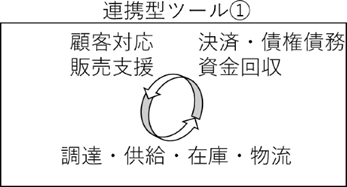 連携型ツール①
顧客対応
販売支援
決済・債権債務
資金回収
調達・供給・在庫・物流